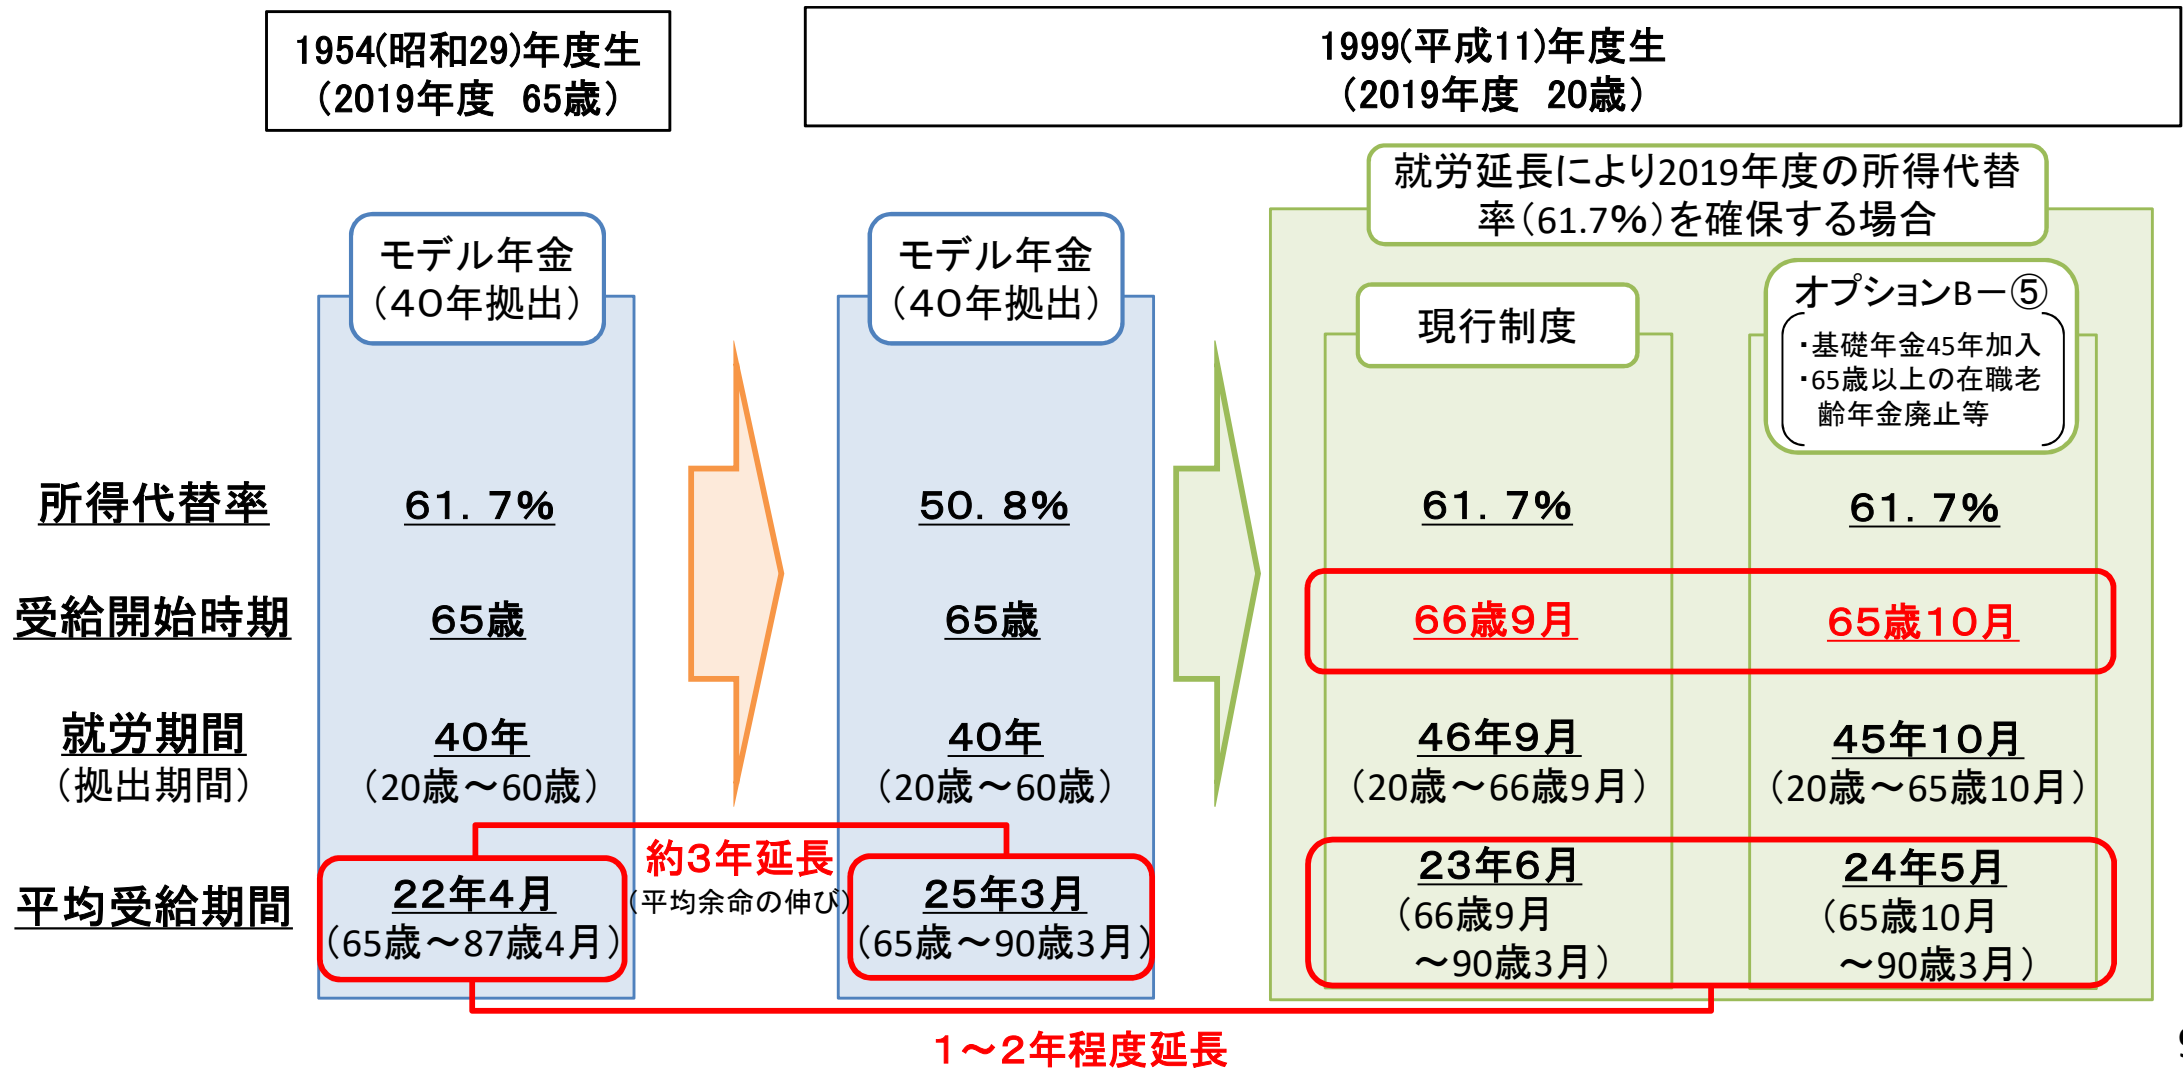 1954(昭和29)年度生
（2019年度　65歳）
1999(平成11)年度生
（2019年度　20歳）
就労延長により2019年度の所得代替
率（61.7%）を確保する場合
モデル年金
（40年拠出）
モデル年金
（40年拠出）
現行制度
オプションB－⑤
・基礎年金45年加入
・65歳以上の在職老
齢年金廃止等
所得代替率
61．7%
50．8%
61．7%
61．7%
受給開始時期
65歳
65歳
66歳9月
65歳10月
就労期間
（拠出期間）
40年
（20歳～60歳）
40年
（20歳～60歳）
46年9月
（20歳～66歳9月）
45年10月
（20歳～65歳10月）
平均受給期間
22年4月
（65歳～87歳4月）
約3年延長
（平均余命の伸び）
25年3月
（65歳～90歳3月）
23年6月
（66歳9月
～90歳3月）
24年5月
（65歳10月
～90歳3月）
1～2年程度延長